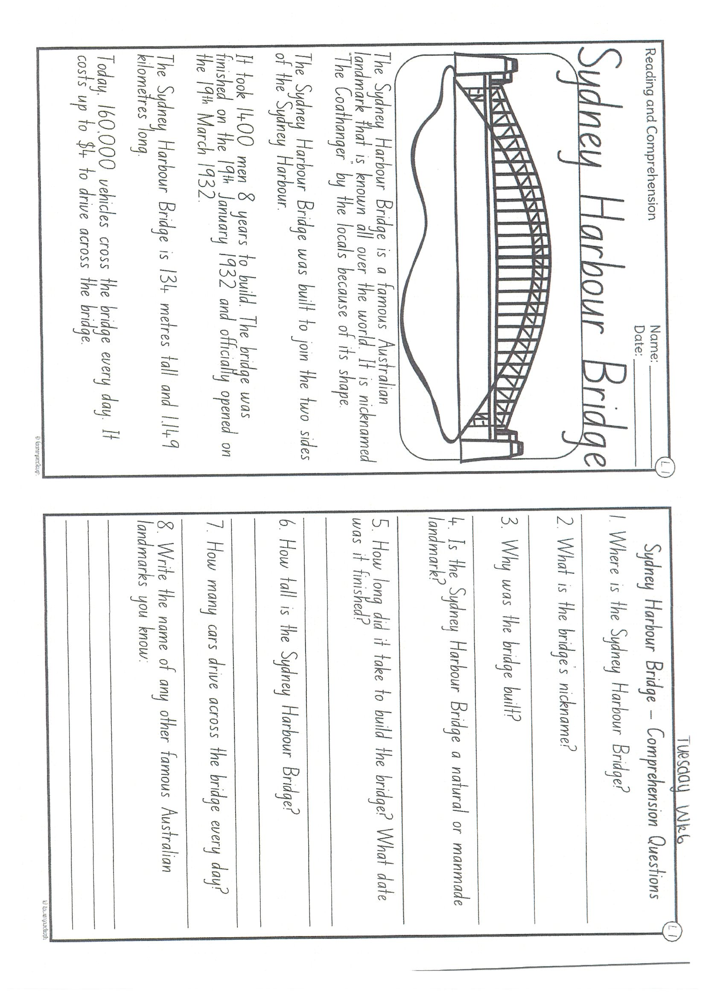 Reading and Comprehension
Name:
Date:
L1
Sydney Harbour Bridge
The Sydney Harbour Bridge is a famous Australian
landmark that is known all over the world. It is nicknamed
"The Coathanger" by the locals because of its shape.
The Sydney Harbour Bridge was built to join the two sides
of the Sydney Harbour.
It took 1400 men 8 years to build. The bridge was
finished on the 19th January 1932 and officially opened on
the 19th March 1932.
The Sydney Harbour Bridge is 134 metres tall and 1.149
kilometres long.
Today, 160,000 vehicles cross the bridge every day. It
costs up to $4 to drive across the bridge.
Tuesday Wk6
L1
Sydney Harbour Bridge – Comprehension Questions
1. Where is the Sydney Harbour Bridge?
2. What is the bridge's nickname?
3. Why was the bridge built?
4. Is the Sydney Harbour Bridge a natural or manmade
landmark?
5. How long did it take to build the bridge? What date
was it finished?
6. How tall is the Sydney Harbour Bridge?
7. How many cars drive across the bridge every day?
8. Write the name of any other famous Australian
landmarks you know: